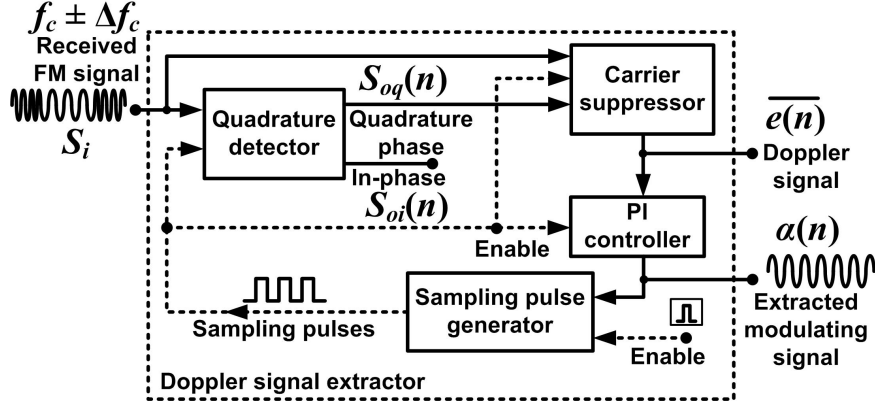 f_c ± Δf_c
Received
FM signal
S_i
Quadrature
detector
S_oq(n)
Quadrature
phase
In-phase
S_oi(n)
Carrier
suppressor
e(n)
Doppler
signal
PI
controller
Enable
α(n)
Extracted
modulating
signal
Sampling pulses
Sampling pulse
generator
Enable
Doppler signal extractor